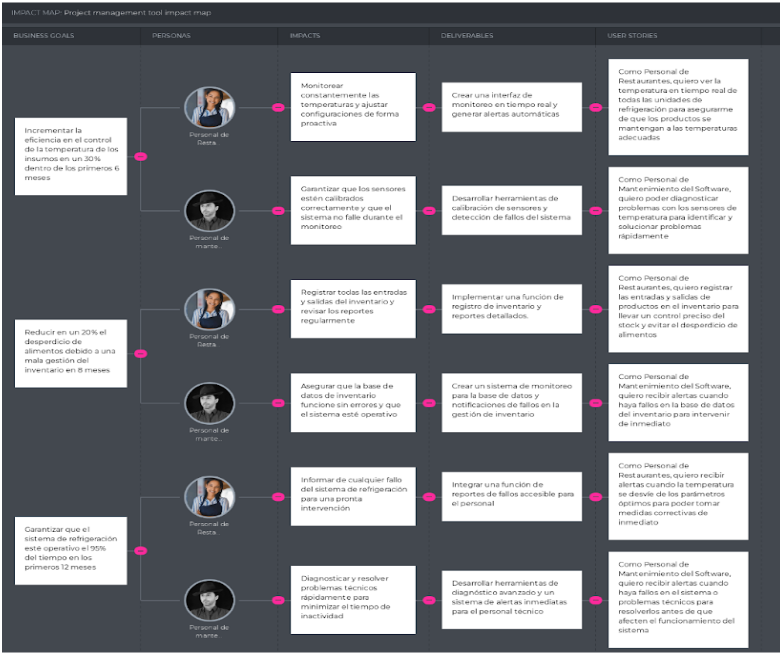 IMPACT MAP: Project management tool impact map
BUSINESS GOALS
PERSONAS
IMPACTS
DELIVERABLES
USER STORIES
Incrementar la
eficiencia en el control
de la temperatura de los
insumos en un 30%
dentro de los primeros 6
meses
Personal de
Resta...
Monitorear
constantemente las
temperaturas y ajustar
configuraciones de forma
proactiva
Crear una interfaz de
monitoreo en tiempo real y
generar alertas automáticas
Como Personal de
Restaurantes, quiero ver la
temperatura en tiempo real de
todas las unidades de
refrigeración para asegurarme
de que los productos se
mantengan a las temperaturas
adecuadas
Personal de
mante...
Garantizar que los sensores
estén calibrados
correctamente y que el
sistema no falle durante el
monitoreo
Desarrollar herramientas de
calibración de sensores y
detección de fallos del sistema
Como Personal de
Mantenimiento del Software,
quiero poder diagnosticar
problemas con los sensores de
temperatura para identificar y
solucionar problemas
rápidamente
Reducir en un 20% el
desperdicio de
alimentos debido a una
mala gestión del
inventario en 8 meses
Personal de
Resta...
Registrar todas las entradas
y salidas del inventario y
revisar los reportes
regularmente
Implementar una función de
registro de inventario y
reportes detallados.
Como Personal de
Restaurantes, quiero registrar
las entradas y salidas de
productos en el inventario para
llevar un control preciso del
stock y evitar el desperdicio de
alimentos
Personal de
mante...
Asegurar que la base de
datos de inventario
funcione sin errores y que
el sistema esté operativo
Crear un sistema de monitoreo
para la base de datos y
notificaciones de fallos en la
gestión de inventario
Como Personal de
Mantenimiento del Software,
quiero recibir alertas cuando
haya fallos en la base de datos
del inventario para intervenir
de inmediato
Garantizar que el
sistema de refrigeración
esté operativo el 95%
del tiempo en los
primeros 12 meses
Personal de
Resta...
Informar de cualquier fallo
del sistema de refrigeración
para una pronta
intervención
Integrar una función de
reportes de fallos accesible para
el personal
Como Personal de
Restaurantes, quiero recibir
alertas cuando la temperatura
se desvíe de los parámetros
óptimos para poder tomar
medidas correctivas de
inmediato
Personal de
mante...
Diagnosticar y resolver
problemas técnicos
rápidamente para
minimizar el tiempo de
inactividad
Desarrollar herramientas de
diagnóstico avanzado y un
sistema de alertas inmediatas
para el personal técnico
Como Personal de
Mantenimiento del Software,
quiero recibir alertas cuando
haya fallos en el sistema o
problemas técnicos para
resolverlos antes de que
afecten el funcionamiento del
sistema